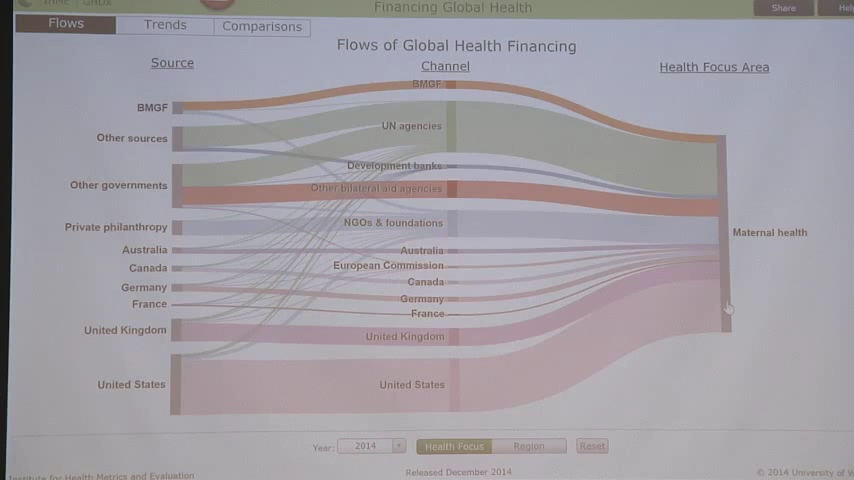 IHME | GHDX
Financing Global Health
Share
Help
Flows
Trends
Comparisons
Flows of Global Health Financing
Source
Channel
Health Focus Area
BMGF
Other sources
Other governments
Private philanthropy
Australia
Canada
Germany
France
United Kingdom
United States
BMGF
UN agencies
Development banks
Other bilateral aid agencies
NGOs & foundations
Australia
European Commission
Canada
Germany
France
United Kingdom
United States
Maternal health
Year: 2014
Health Focus
Region
Reset
Institute for Health Metrics and Evaluation
Released December 2014
© 2014 University of W